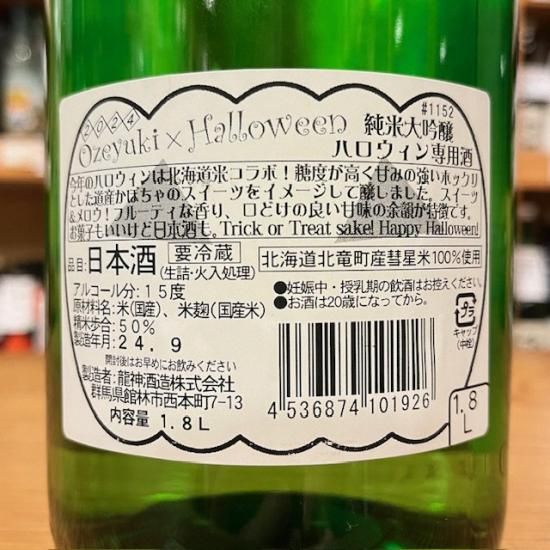 2024
Ozeyuki × Halloween
#1152
純米大吟醸
ハロウィン専用酒
今年のハロウィンは北海道米コラボ!糖度が高く甘みの強いホックリ
とした道産かぼちゃのスイーツをイメージして醸しました。スイーツ
&メロウ!フルーティな香り、口どけの良い甘味の余韻が特徴です。
お菓子もいいけど日本酒も。Trick or Treat sake! Happy Halloween!
品目:日本酒 要冷蔵 (生詰・火入処理)
北海道北竜町産彗星米100%使用
アルコール分:15度
原材料名:米(国産)、米麹(国産米)
精米歩合:50%
製造年月:24.9
開封後はお早めにお飲みください
製造者:龍神酒造株式会社
群馬県館林市西本町7-13
内容量:1.8L
●妊娠中・授乳期の飲酒はお控えください。
●お酒は20歳になってから。
プラ
キャップ
(中栓)
4536874101926
1.8
L